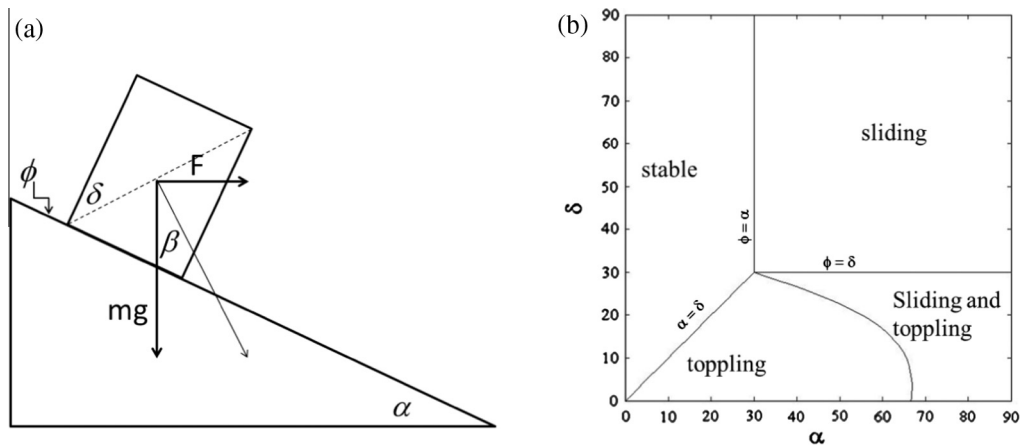 (a)
ϕ
δ
F
β
mg
α
(b)
90
80
70
60
50
40
30
20
10
0
δ
stable
sliding
ϕ = α
ϕ = δ
α = δ
Sliding and
toppling
toppling
0 10 20 30 40 50 60 70 80 90
α